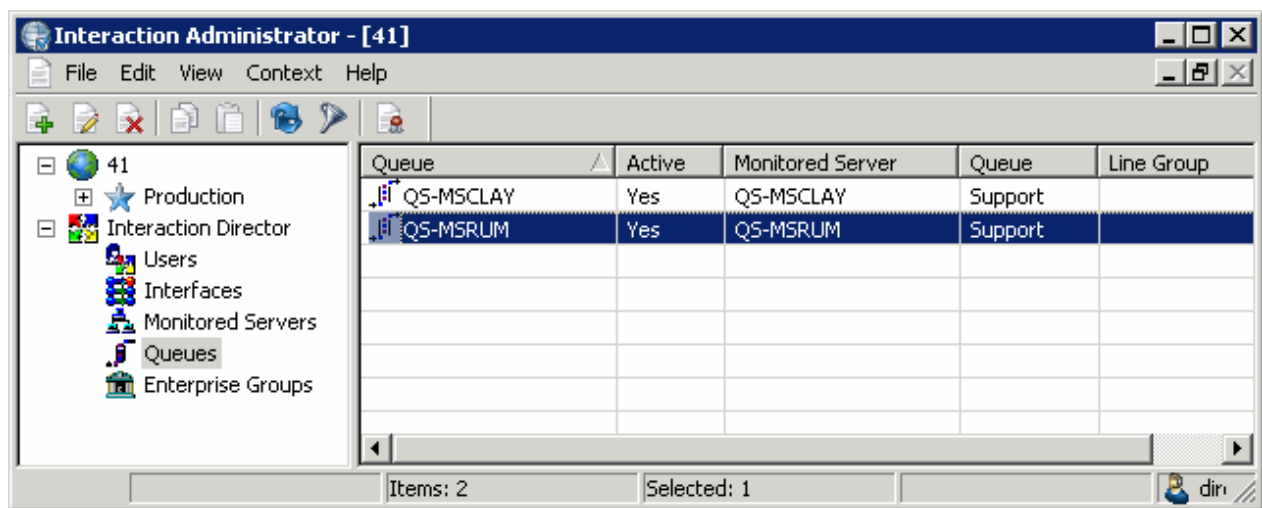 Interaction Administrator - [41]
File Edit View Context Help
41
Production
Interaction Director
Users
Interfaces
Monitored Servers
Queues
Enterprise Groups
Queue Active Monitored Server Queue Line Group
QS-MSCLAY Yes QS-MSCLAY Support
QS-MSRUM Yes QS-MSRUM Support
Items: 2 Selected: 1